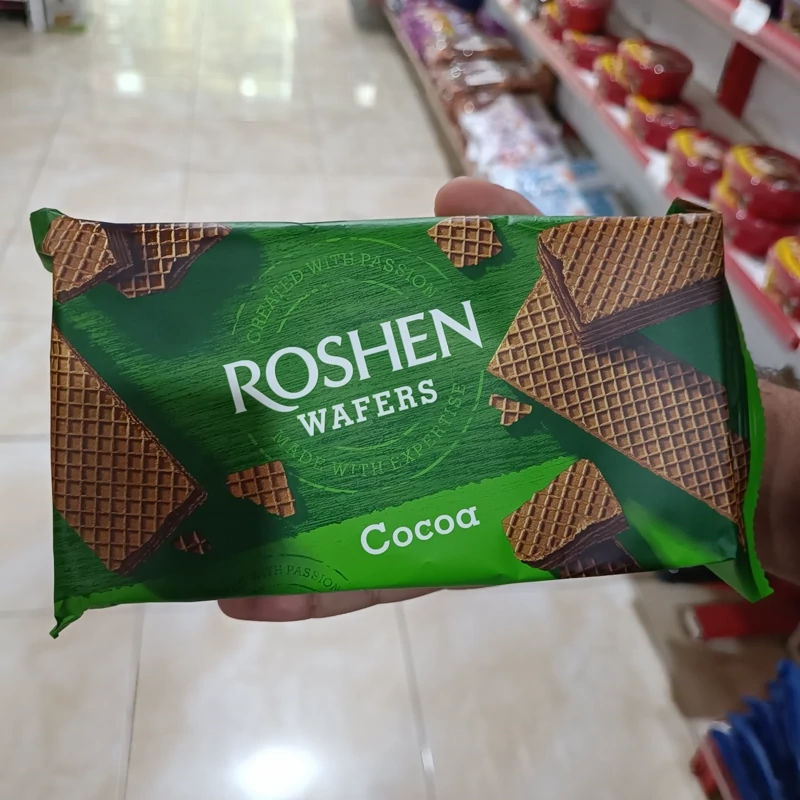 CREATED WITH PASSION
ROSHEN
WAFERS
MADE WITH EXPERTISE
Cocoa
WITH PASSION